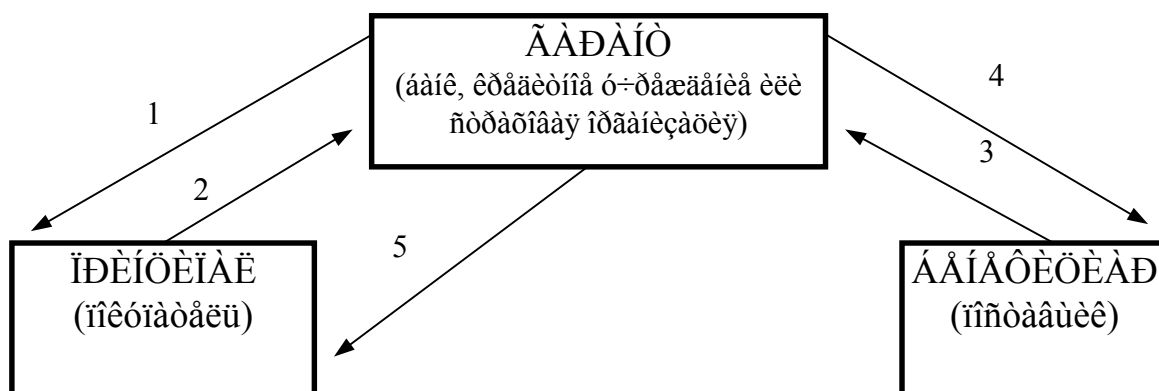 ÃÀÐÀÍÒ
(áàíê, êðåäèòíîå ó÷ðåæäåíèå èëè
ñòðàõîâàÿ îðãàíèçàöèÿ)
1
4
2
3
5
ÏÐÈÍÖÈÏÀË
(ïîêóïàòåëü)
ÁÅÍÅÔÈÖÈÀÐ
(ïîñòàâùèê)